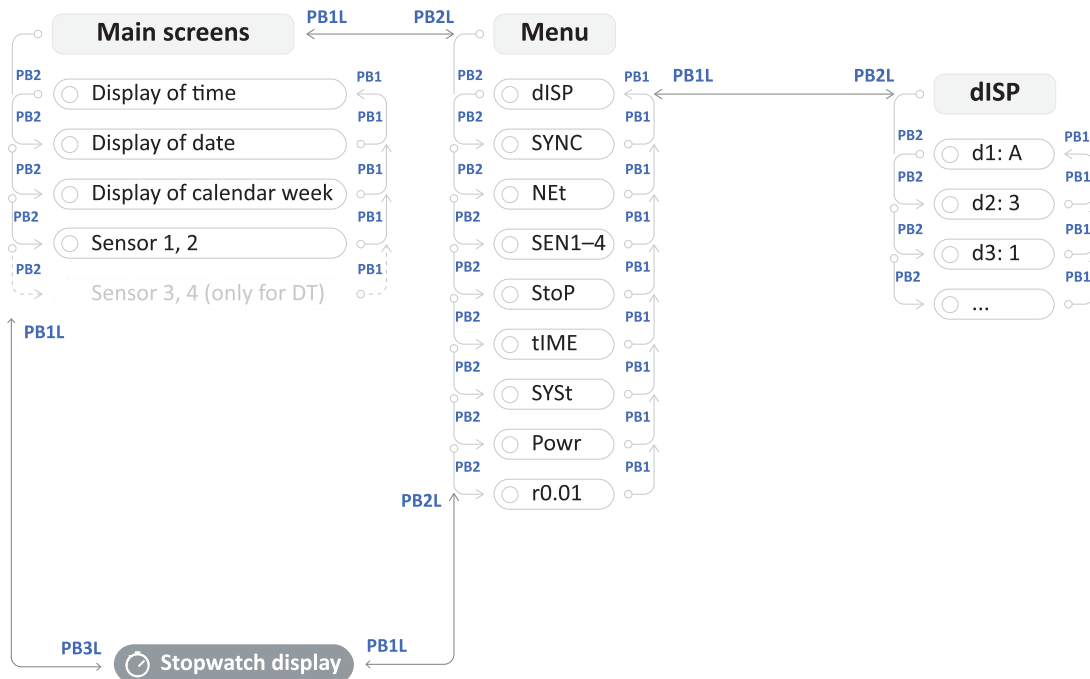 Main screens
PB1L
PB2L
Menu
PB2
Display of time
PB1
PB2
Display of date
PB1
PB2
Display of calendar week
PB1
PB2
Sensor 1, 2
PB1
PB2
Sensor 3, 4 (only for DT)
PB2
dISP
PB1
PB2
SYNC
PB1
PB2
NEt
PB1
PB2
SEN1–4
PB1
PB2
StoP
PB1
PB2
tIME
PB1
PB2
SYSt
PB1
PB2
Powr
PB1
PB2
r0.01
PB1
PB1L
PB2L
dISP
PB2
d1: A
PB1
PB2
d2: 3
PB1
PB2
d3: 1
PB1
PB2
...
PB1
PB1L
PB2L
PB3L
Stopwatch display
PB1L